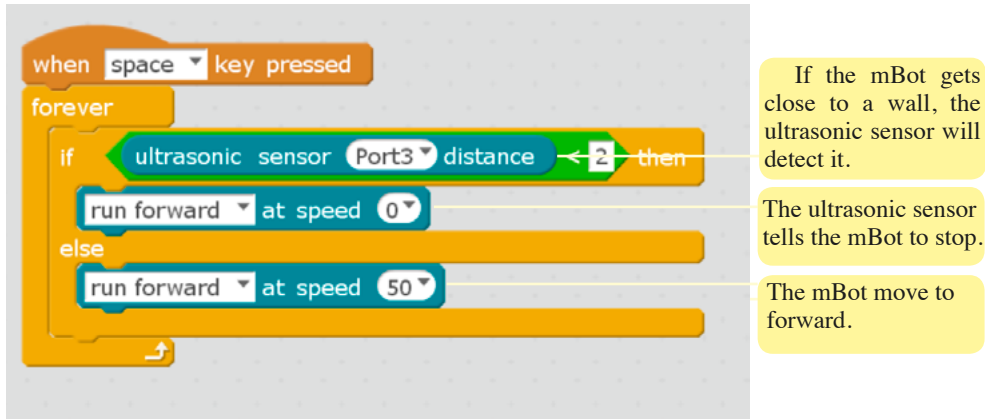 when space key pressed
forever
if ultrasonic sensor Port3 distance < 2 then
run forward at speed 0
else
run forward at speed 50
If the mBot gets
close to a wall, the
ultrasonic sensor will
detect it.
The ultrasonic sensor
tells the mBot to stop.
The mBot move to
forward.